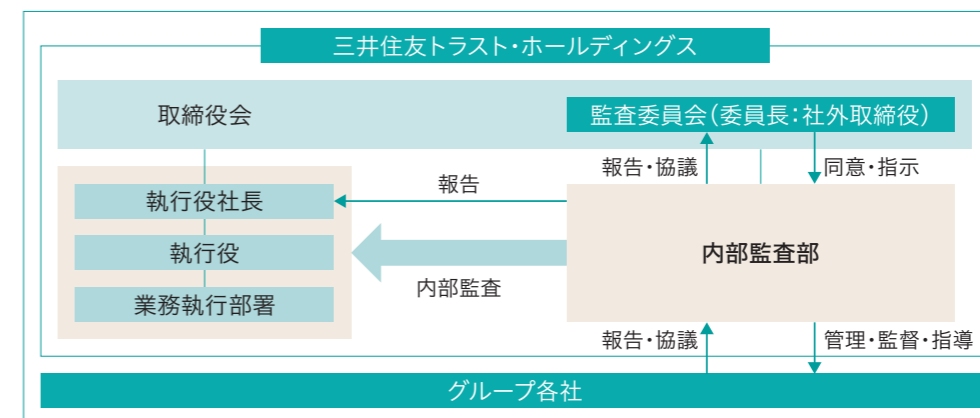 三井住友トラスト・ホールディングス
取締役会
監査委員会(委員長:社外取締役)
報告・協議
同意・指示
報告
執行役社長
執行役
内部監査部
内部監査
業務執行部署
報告・協議
管理・監督・指導
グループ各社